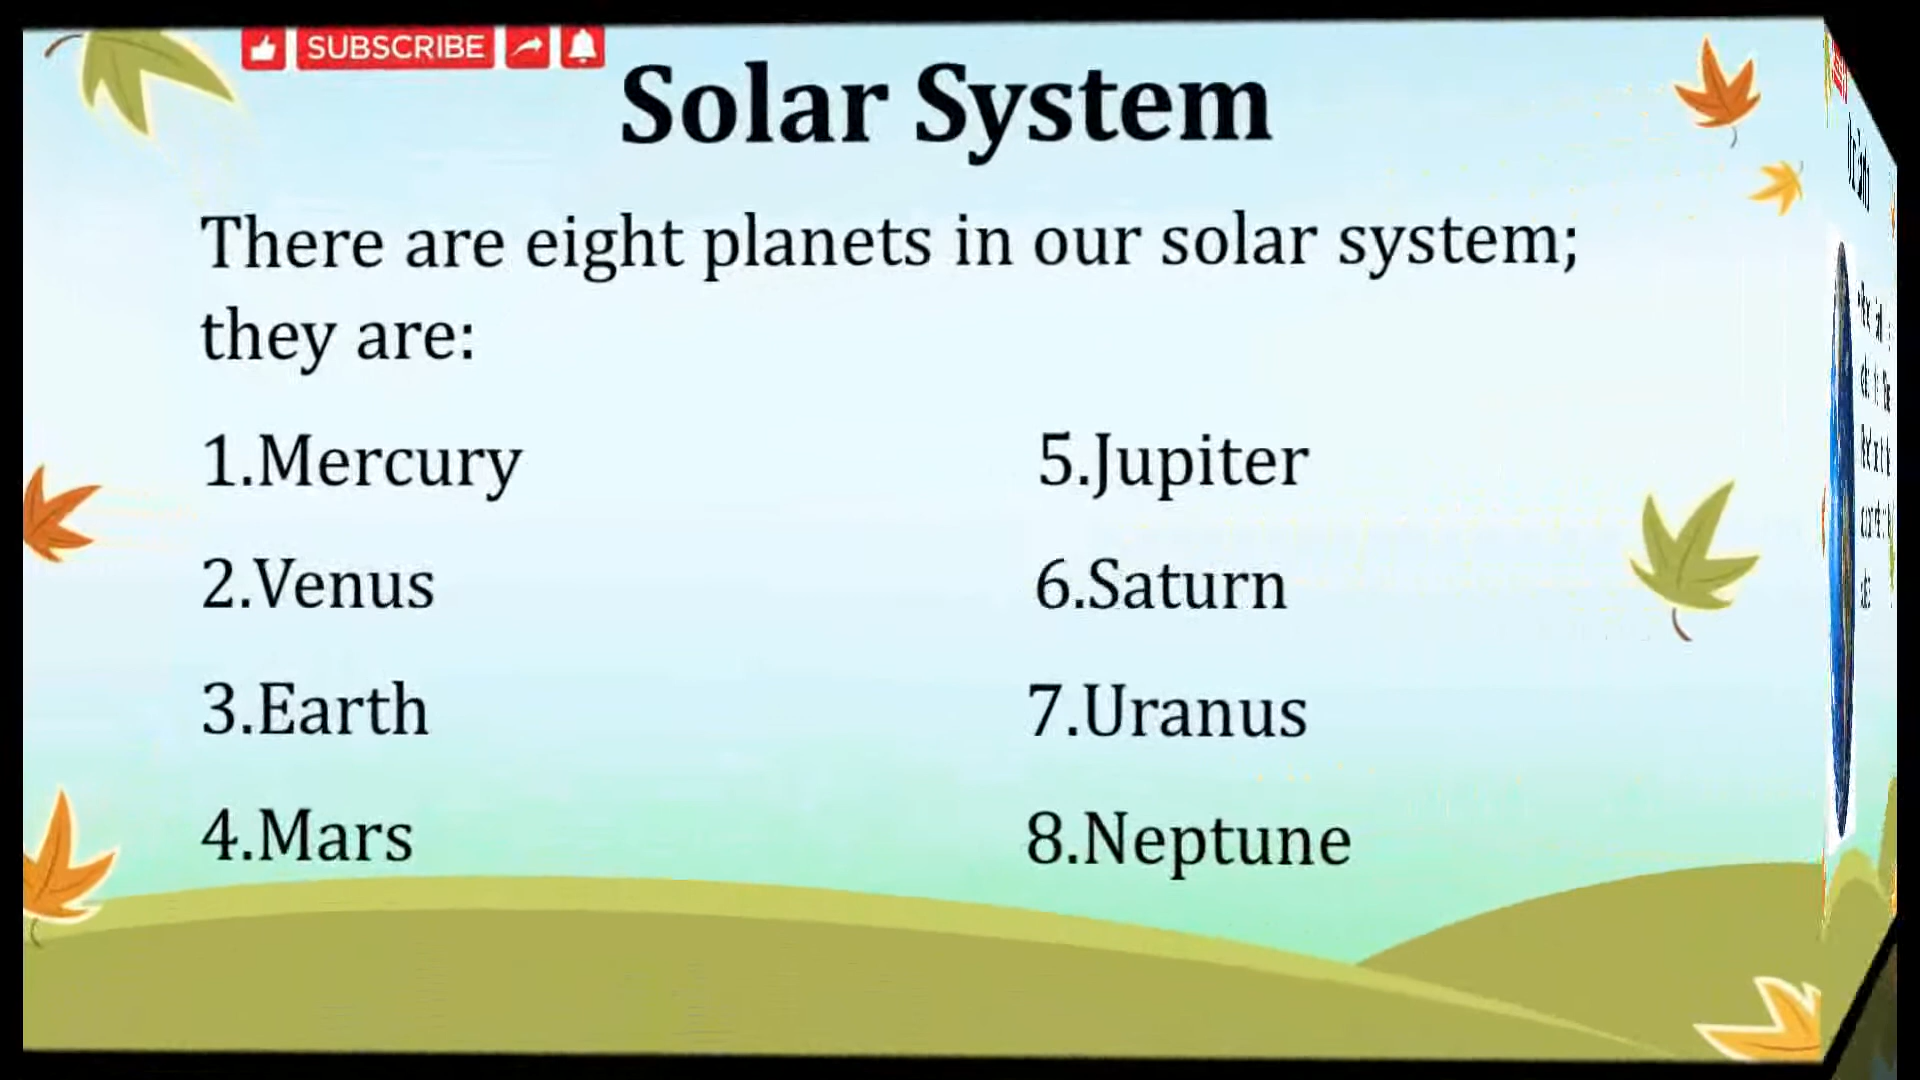 SUBSCRIBE
Solar System
There are eight planets in our solar system;
they are:
1.Mercury
2.Venus
3.Earth
4.Mars
5.Jupiter
6.Saturn
7.Uranus
8.Neptune